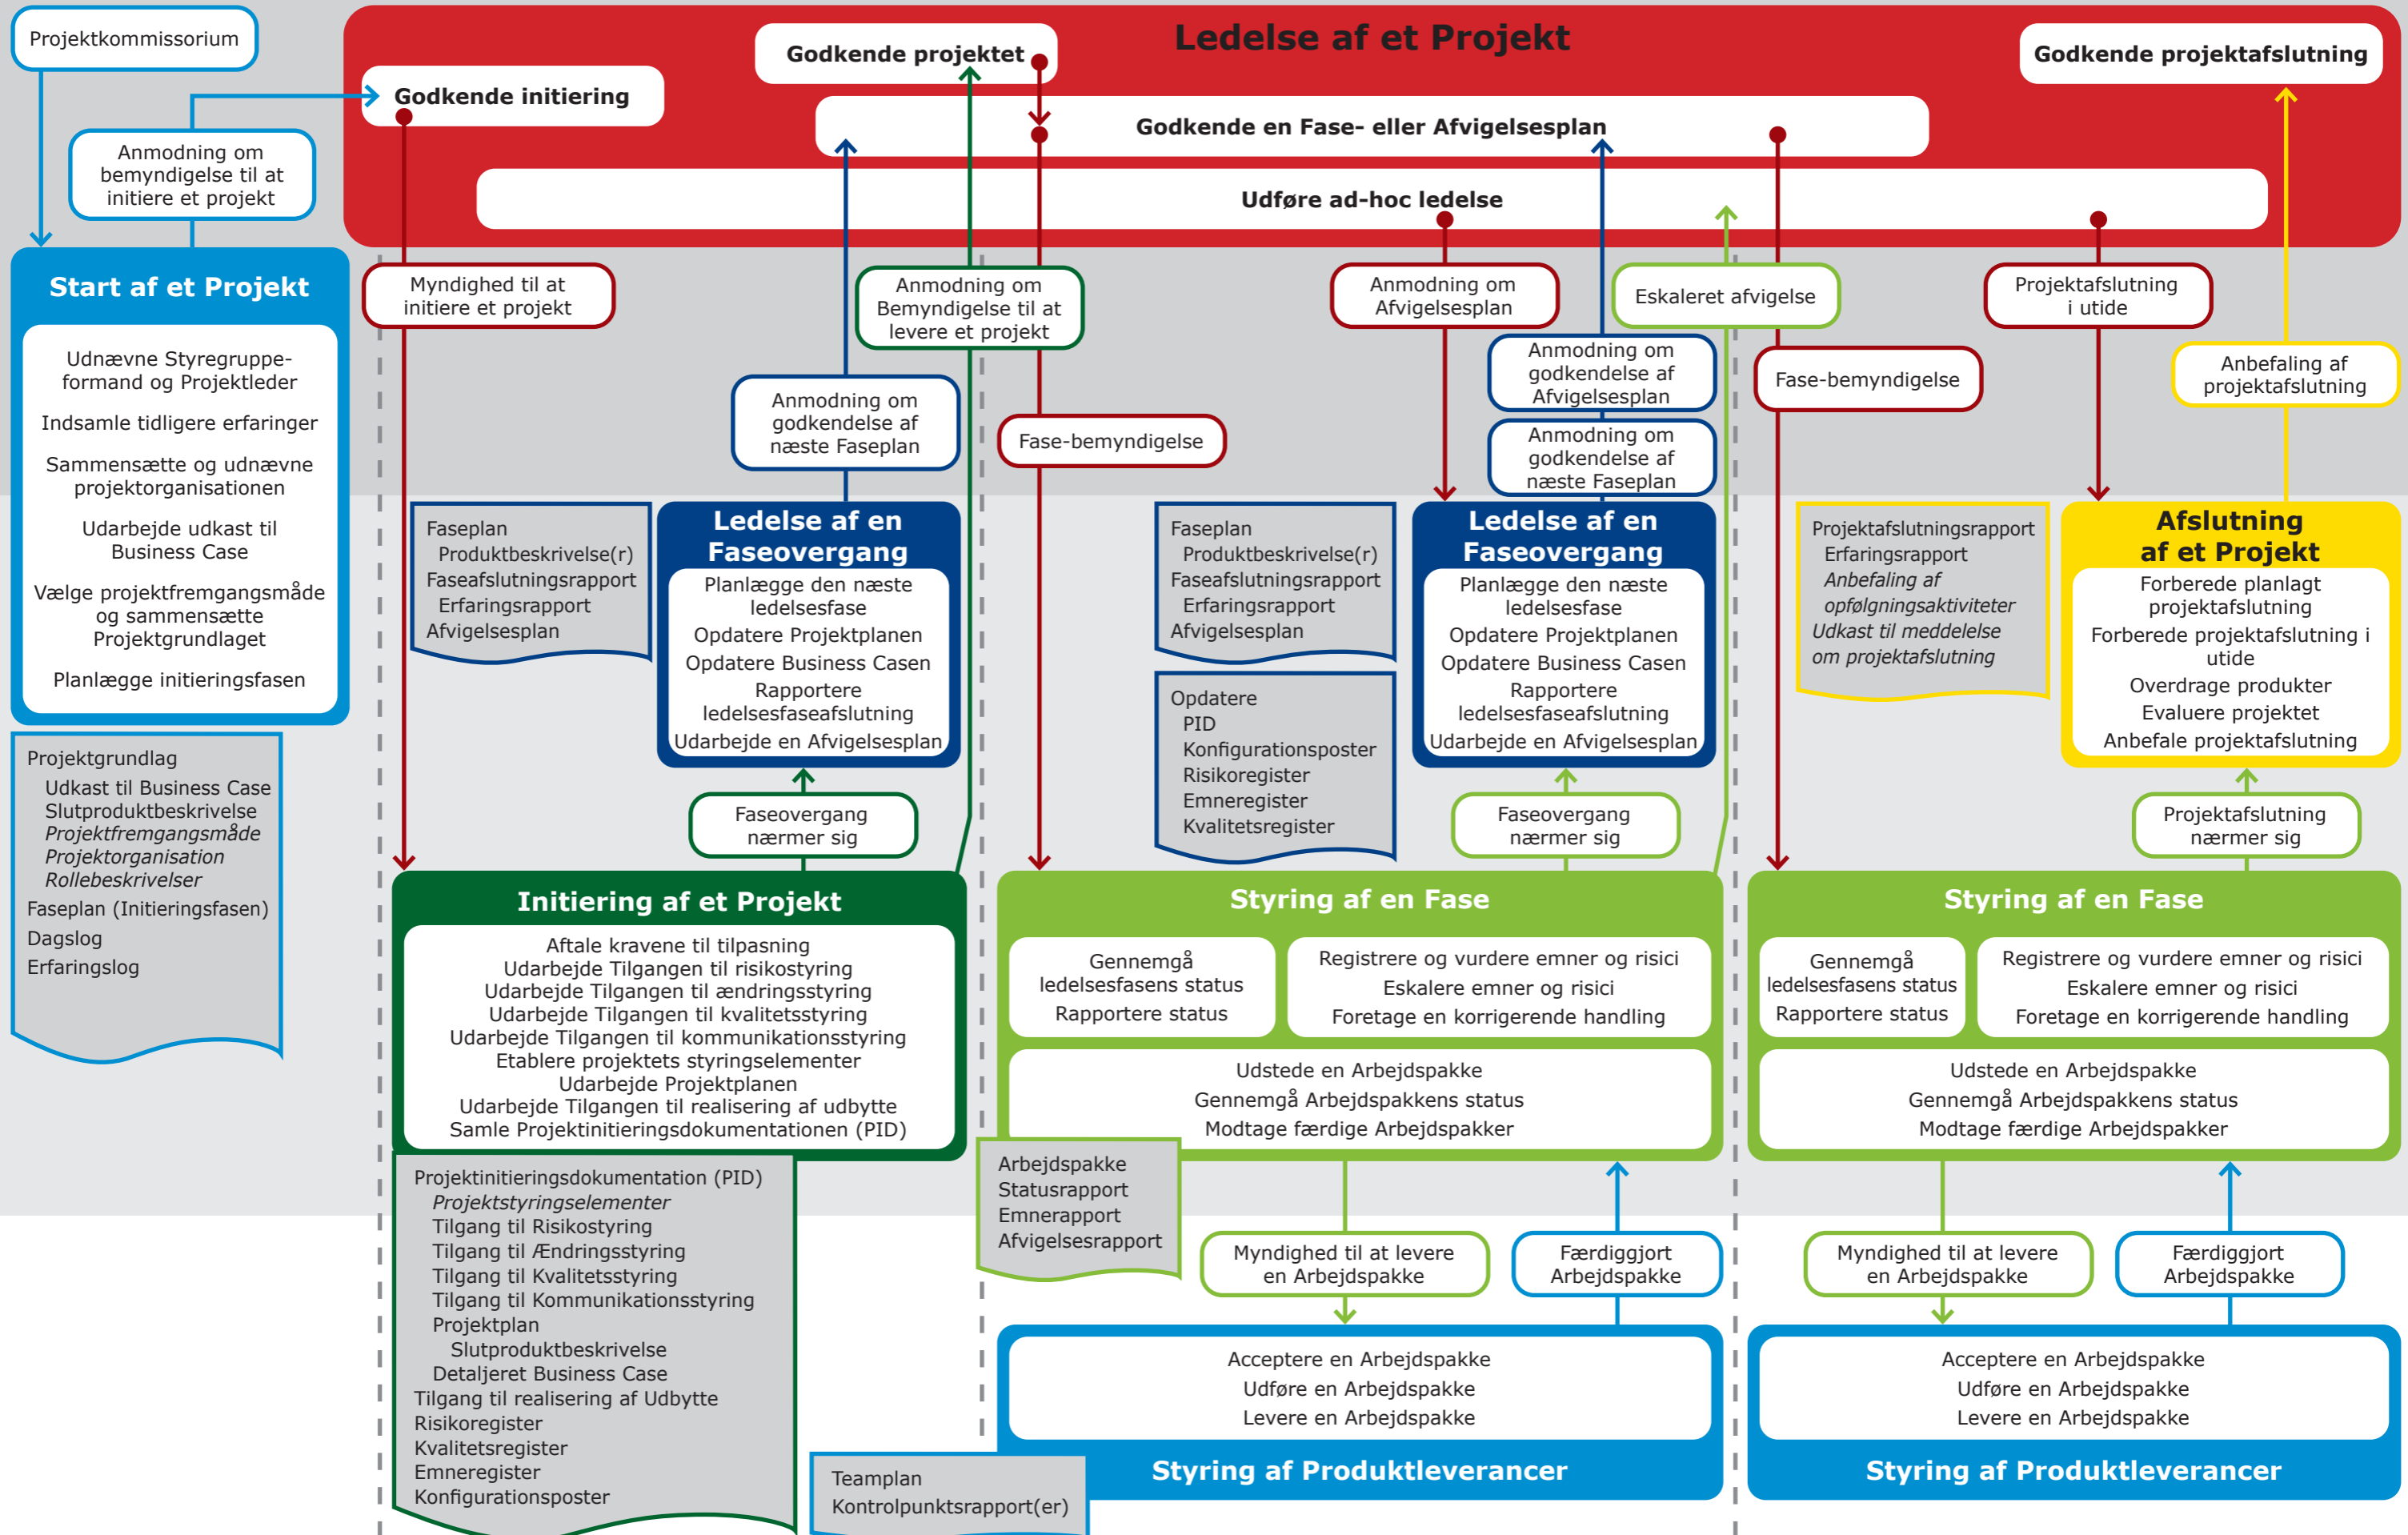 Projektkommissorium
Ledelse af et Projekt
Godkende projektet
Godkende projektafslutning
Godkende initiering
Godkende en Fase- eller Afvigelsesplan
Udføre ad-hoc ledelse
Anmodning om
bemyndigelse til at
initiere et projekt
Start af et Projekt
Udnævne Styregruppe-
formand og Projektleder
Indsamle tidligere erfaringer
Sammensætte og udnævne
projektorganisationen
Udarbejde udkast til
Business Case
Vælge projektfremgangsmåde
og sammensætte
Projektgrundlaget
Planlægge initieringsfasen
Projektgrundlag
Udkast til Business Case
Slutproduktbeskrivelse
Projektfremgangsmåde
Projektorganisation
Rollebeskrivelser
Faseplan (Initieringsfasen)
Dagslog
Erfaringslog
Myndighed til at
initiere et projekt
Anmodning om
Bemyndigelse til at
levere et projekt
Anmodning om
godkendelse af
næste Faseplan
Fase-bemyndigelse
Anmodning om
Afvigelsesplan
Anmodning om
godkendelse af
Afvigelsesplan
Anmodning om
godkendelse af
næste Faseplan
Eskaleret afvigelse
Fase-bemyndigelse
Projektafslutning
i utide
Anbefaling af
projektafslutning
Faseplan
Produktbeskrivelse(r)
Faseafslutningsrapport
Erfaringsrapport
Afvigelsesplan
Ledelse af en
Faseovergang
Planlægge den næste
ledelsesfase
Opdatere Projektplanen
Opdatere Business Casen
Rapportere
ledelsesfaseafslutning
Udarbejde en Afvigelsesplan
Faseovergang
nærmer sig
Faseplan
Produktbeskrivelse(r)
Faseafslutningsrapport
Erfaringsrapport
Afvigelsesplan
Opdatere
PID
Konfigurationsposter
Risikoregister
Emneregister
Kvalitetsregister
Ledelse af en
Faseovergang
Planlægge den næste
ledelsesfase
Opdatere Projektplanen
Opdatere Business Casen
Rapportere
ledelsesfaseafslutning
Udarbejde en Afvigelsesplan
Faseovergang
nærmer sig
Projektafslutningsrapport
Erfaringsrapport
Anbefaling af
opfølgningsaktiviteter
Udkast til meddelelse
om projektafslutning
Afslutning
af et Projekt
Forberede planlagt
projektafslutning
Forberede projektafslutning i
utide
Overdrage produkter
Evaluere projektet
Anbefale projektafslutning
Projektafslutning
nærmer sig
Initiering af et Projekt
Aftale kravene til tilpasning
Udarbejde Tilgangen til risikostyring
Udarbejde Tilgangen til ændringsstyring
Udarbejde Tilgangen til kvalitetsstyring
Udarbejde Tilgangen til kommunikationsstyring
Etablere projektets styringselementer
Udarbejde Projektplanen
Udarbejde Tilgangen til realisering af udbytte
Samle Projektinitieringsdokumentationen (PID)
Projektinitieringsdokumentation (PID)
Projektstyringselementer
Tilgang til Risikostyring
Tilgang til Ændringsstyring
Tilgang til Kvalitetsstyring
Tilgang til Kommunikationsstyring
Projektplan
Slutproduktbeskrivelse
Detaljeret Business Case
Tilgang til realisering af Udbytte
Risikoregister
Kvalitetsregister
Emneregister
Konfigurationsposter
Styring af en Fase
Gennemgå
ledelsesfasens status
Rapportere status
Registrere og vurdere emner og risici
Eskalere emner og risici
Foretage en korrigerende handling
Udstede en Arbejdspakke
Gennemgå Arbejdspakkens status
Modtage færdige Arbejdspakker
Arbejdspakke
Statusrapport
Emnerapport
Afvigelsesrapport
Myndighed til at levere
en Arbejdspakke
Færdiggjort
Arbejdspakke
Acceptere en Arbejdspakke
Udføre en Arbejdspakke
Levere en Arbejdspakke
Styring af Produktleverancer
Teamplan
Kontrolpunktsrapport(er)
Styring af en Fase
Gennemgå
ledelsesfasens status
Rapportere status
Registrere og vurdere emner og risici
Eskalere emner og risici
Foretage en korrigerende handling
Udstede en Arbejdspakke
Gennemgå Arbejdspakkens status
Modtage færdige Arbejdspakker
Myndighed til at levere
en Arbejdspakke
Færdiggjort
Arbejdspakke
Acceptere en Arbejdspakke
Udføre en Arbejdspakke
Levere en Arbejdspakke
Styring af Produktleverancer